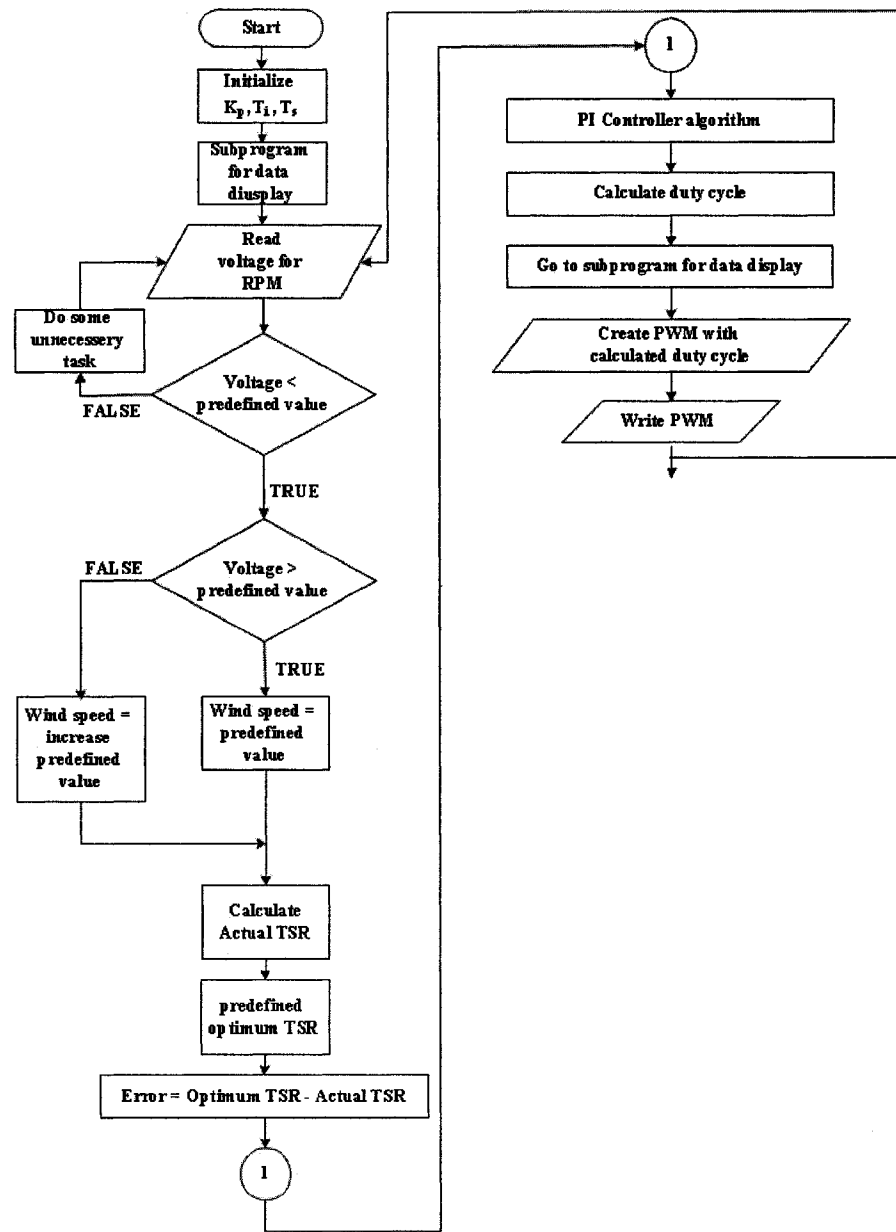 Start
Initialize
Kp, Ti, Ts
Subprogram
for data
diusplay
Read
voltage for
RPM
Do some
unnecessery
task
Voltage <
predefined value
FALSE
TRUE
Voltage >
predefined value
FALSE
TRUE
Wind speed =
increase
predefined
value
Wind speed =
predefined
value
Calculate
Actual TSR
predefined
optimum TSR
Error = Optimum TSR - Actual TSR
1
1
PI Controller algorithm
Calculate duty cycle
Go to subprogram for data display
Create PWM with
calculated duty cycle
Write PWM